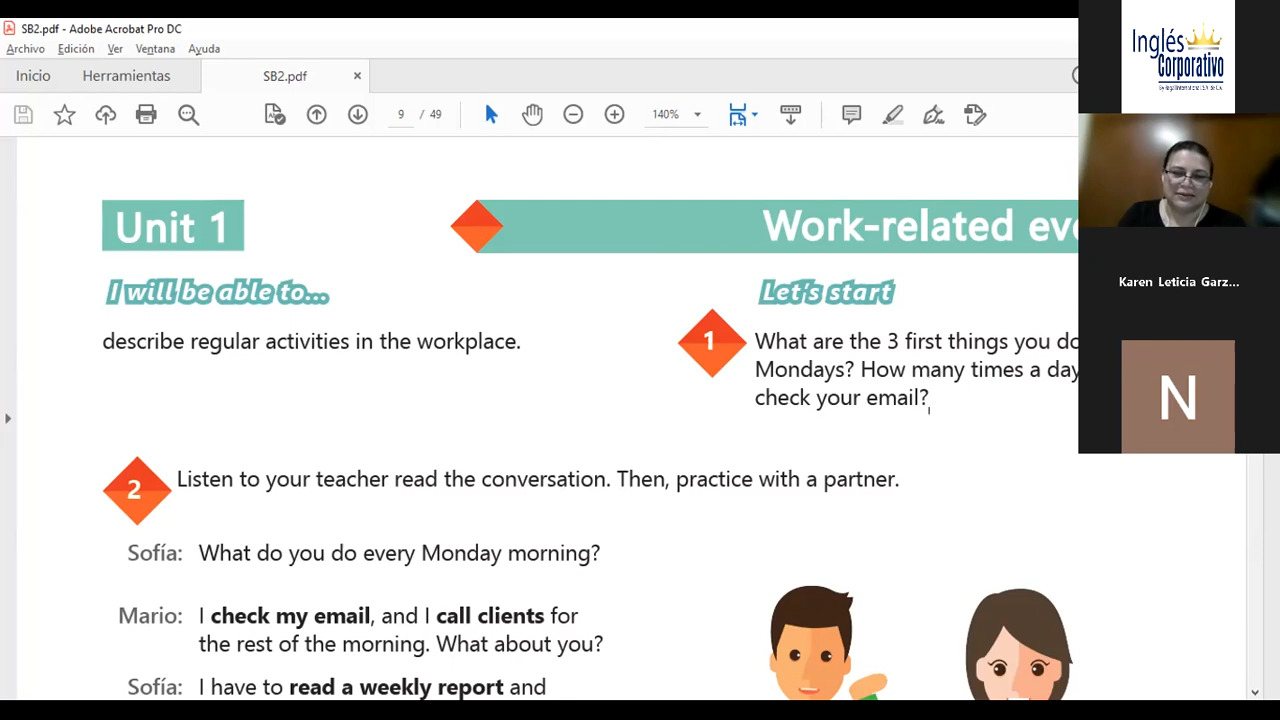 SB2.pdf - Adobe Acrobat Pro DC
Archivo Edición Ver Ventana Ayuda
Inicio Herramientas SB2.pdf ×
9 / 49 140%
Unit 1
Work-related eve
I will be able to...
Let's start
describe regular activities in the workplace.
1
What are the 3 first things you do
Mondays? How many times a day
check your email?
2
Listen to your teacher read the conversation. Then, practice with a partner.
Sofía: What do you do every Monday morning?
Mario: I check my email, and I call clients for
the rest of the morning. What about you?
Sofía: I have to read a weekly report and
Inglés
Corporativo
Karen Leticia Garz...
N